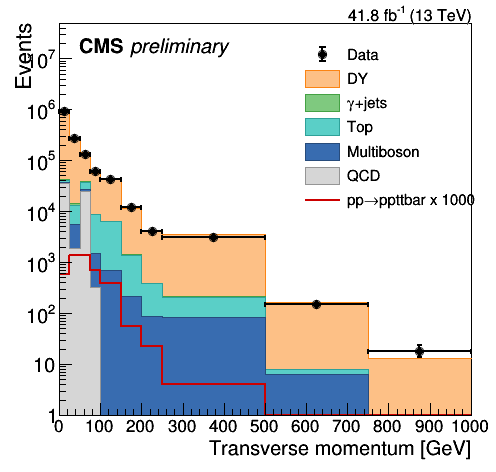 41.8 fb⁻¹ (13 TeV)
CMS preliminary
Events
Data
DY
γ+jets
Top
Multiboson
QCD
pp→ppttbar x 1000
10⁷
10⁶
10⁵
10⁴
10³
10²
10
1
0 100 200 300 400 500 600 700 800 900 1000
Transverse momentum [GeV]